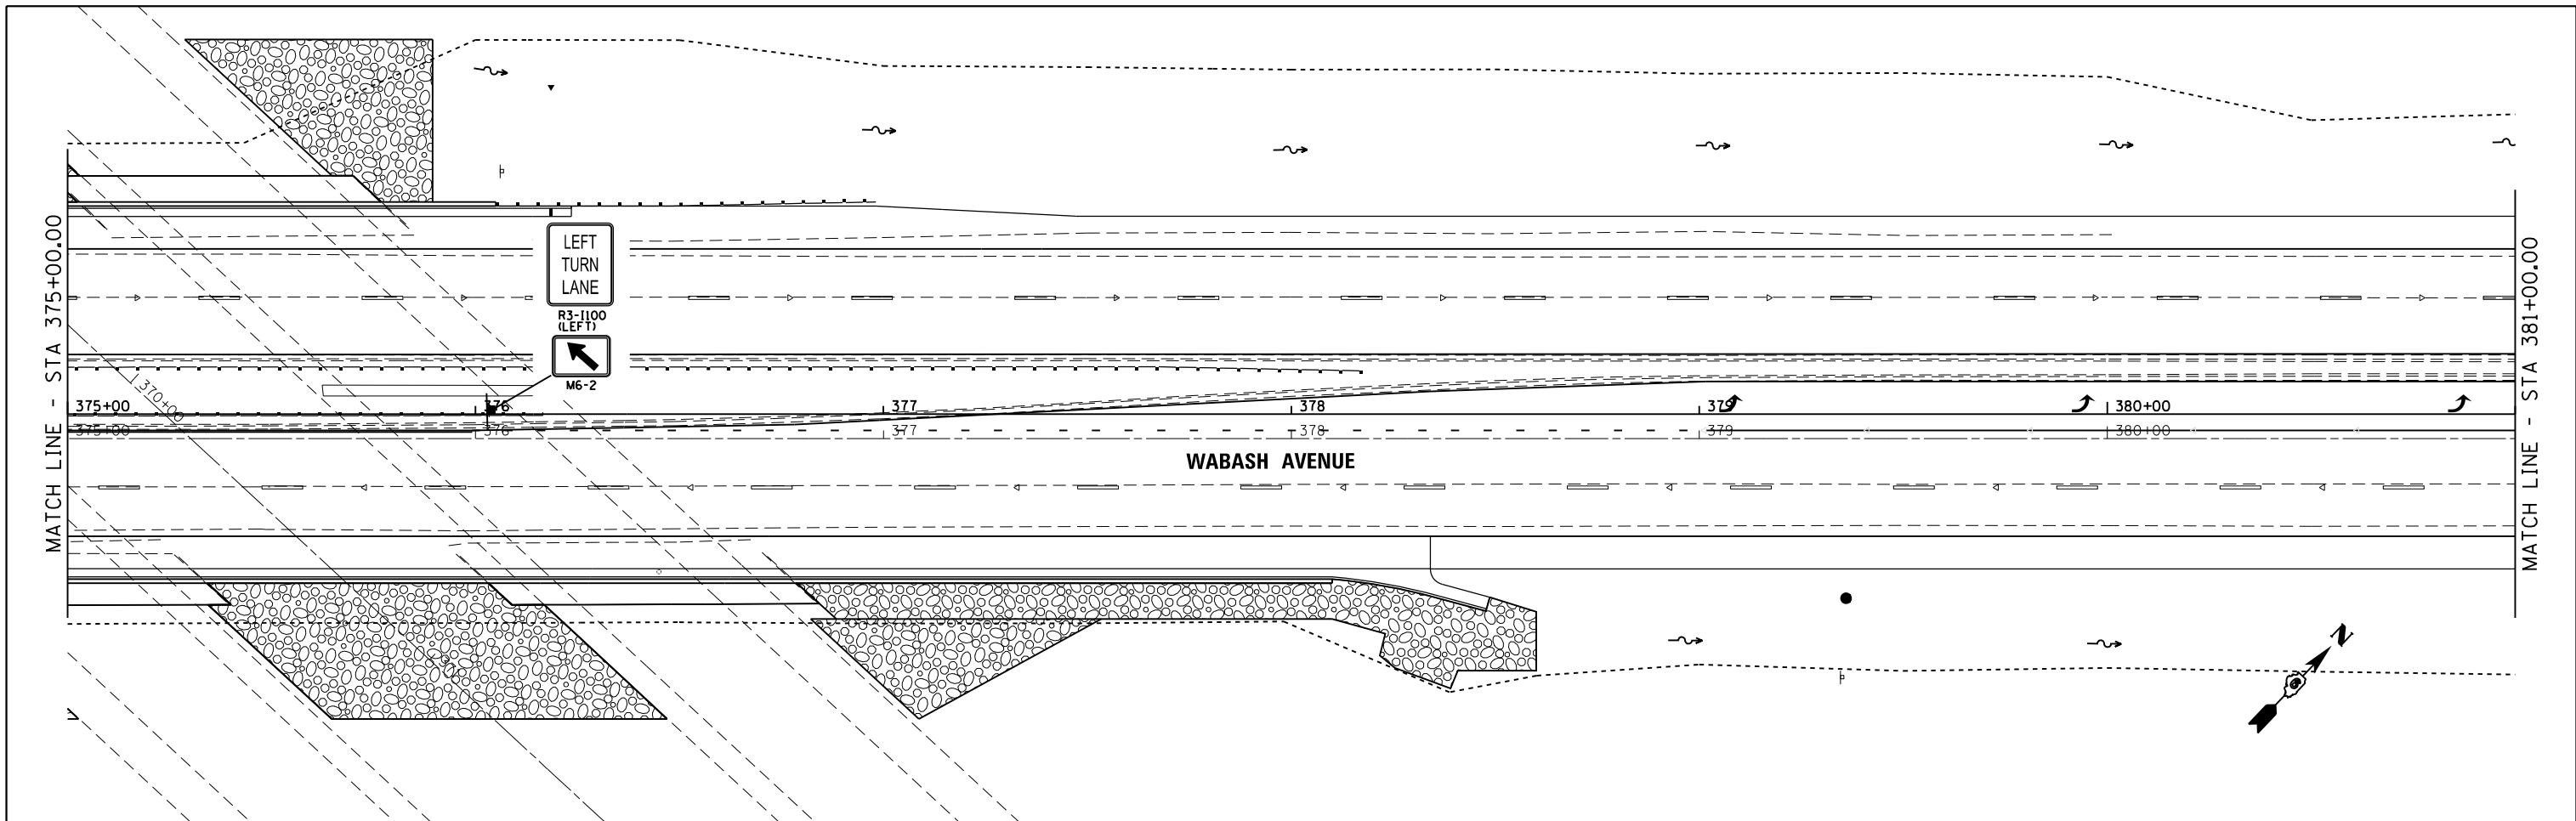 MATCH LINE - STA 375+00.00
LEFT
TURN
LANE
R3-I100
(LEFT)
M6-2
370+00
375+00
376
377
378
379
380+00
375+00
376
377
378
379
380+00
WABASH AVENUE
N
MATCH LINE - STA 381+00.00